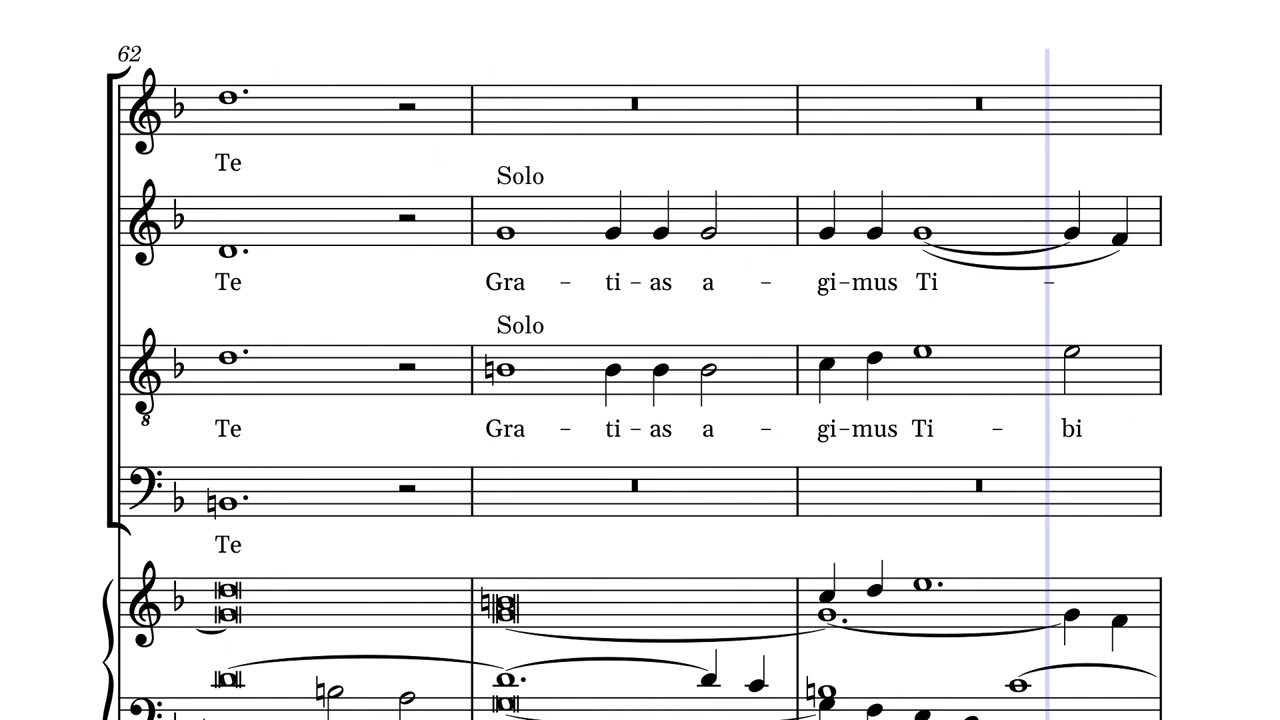 62
Te
Solo
Te Gra - ti - as a - gi - mus Ti -
Solo
8
Te Gra - ti - as a - gi - mus Ti - bi
Te